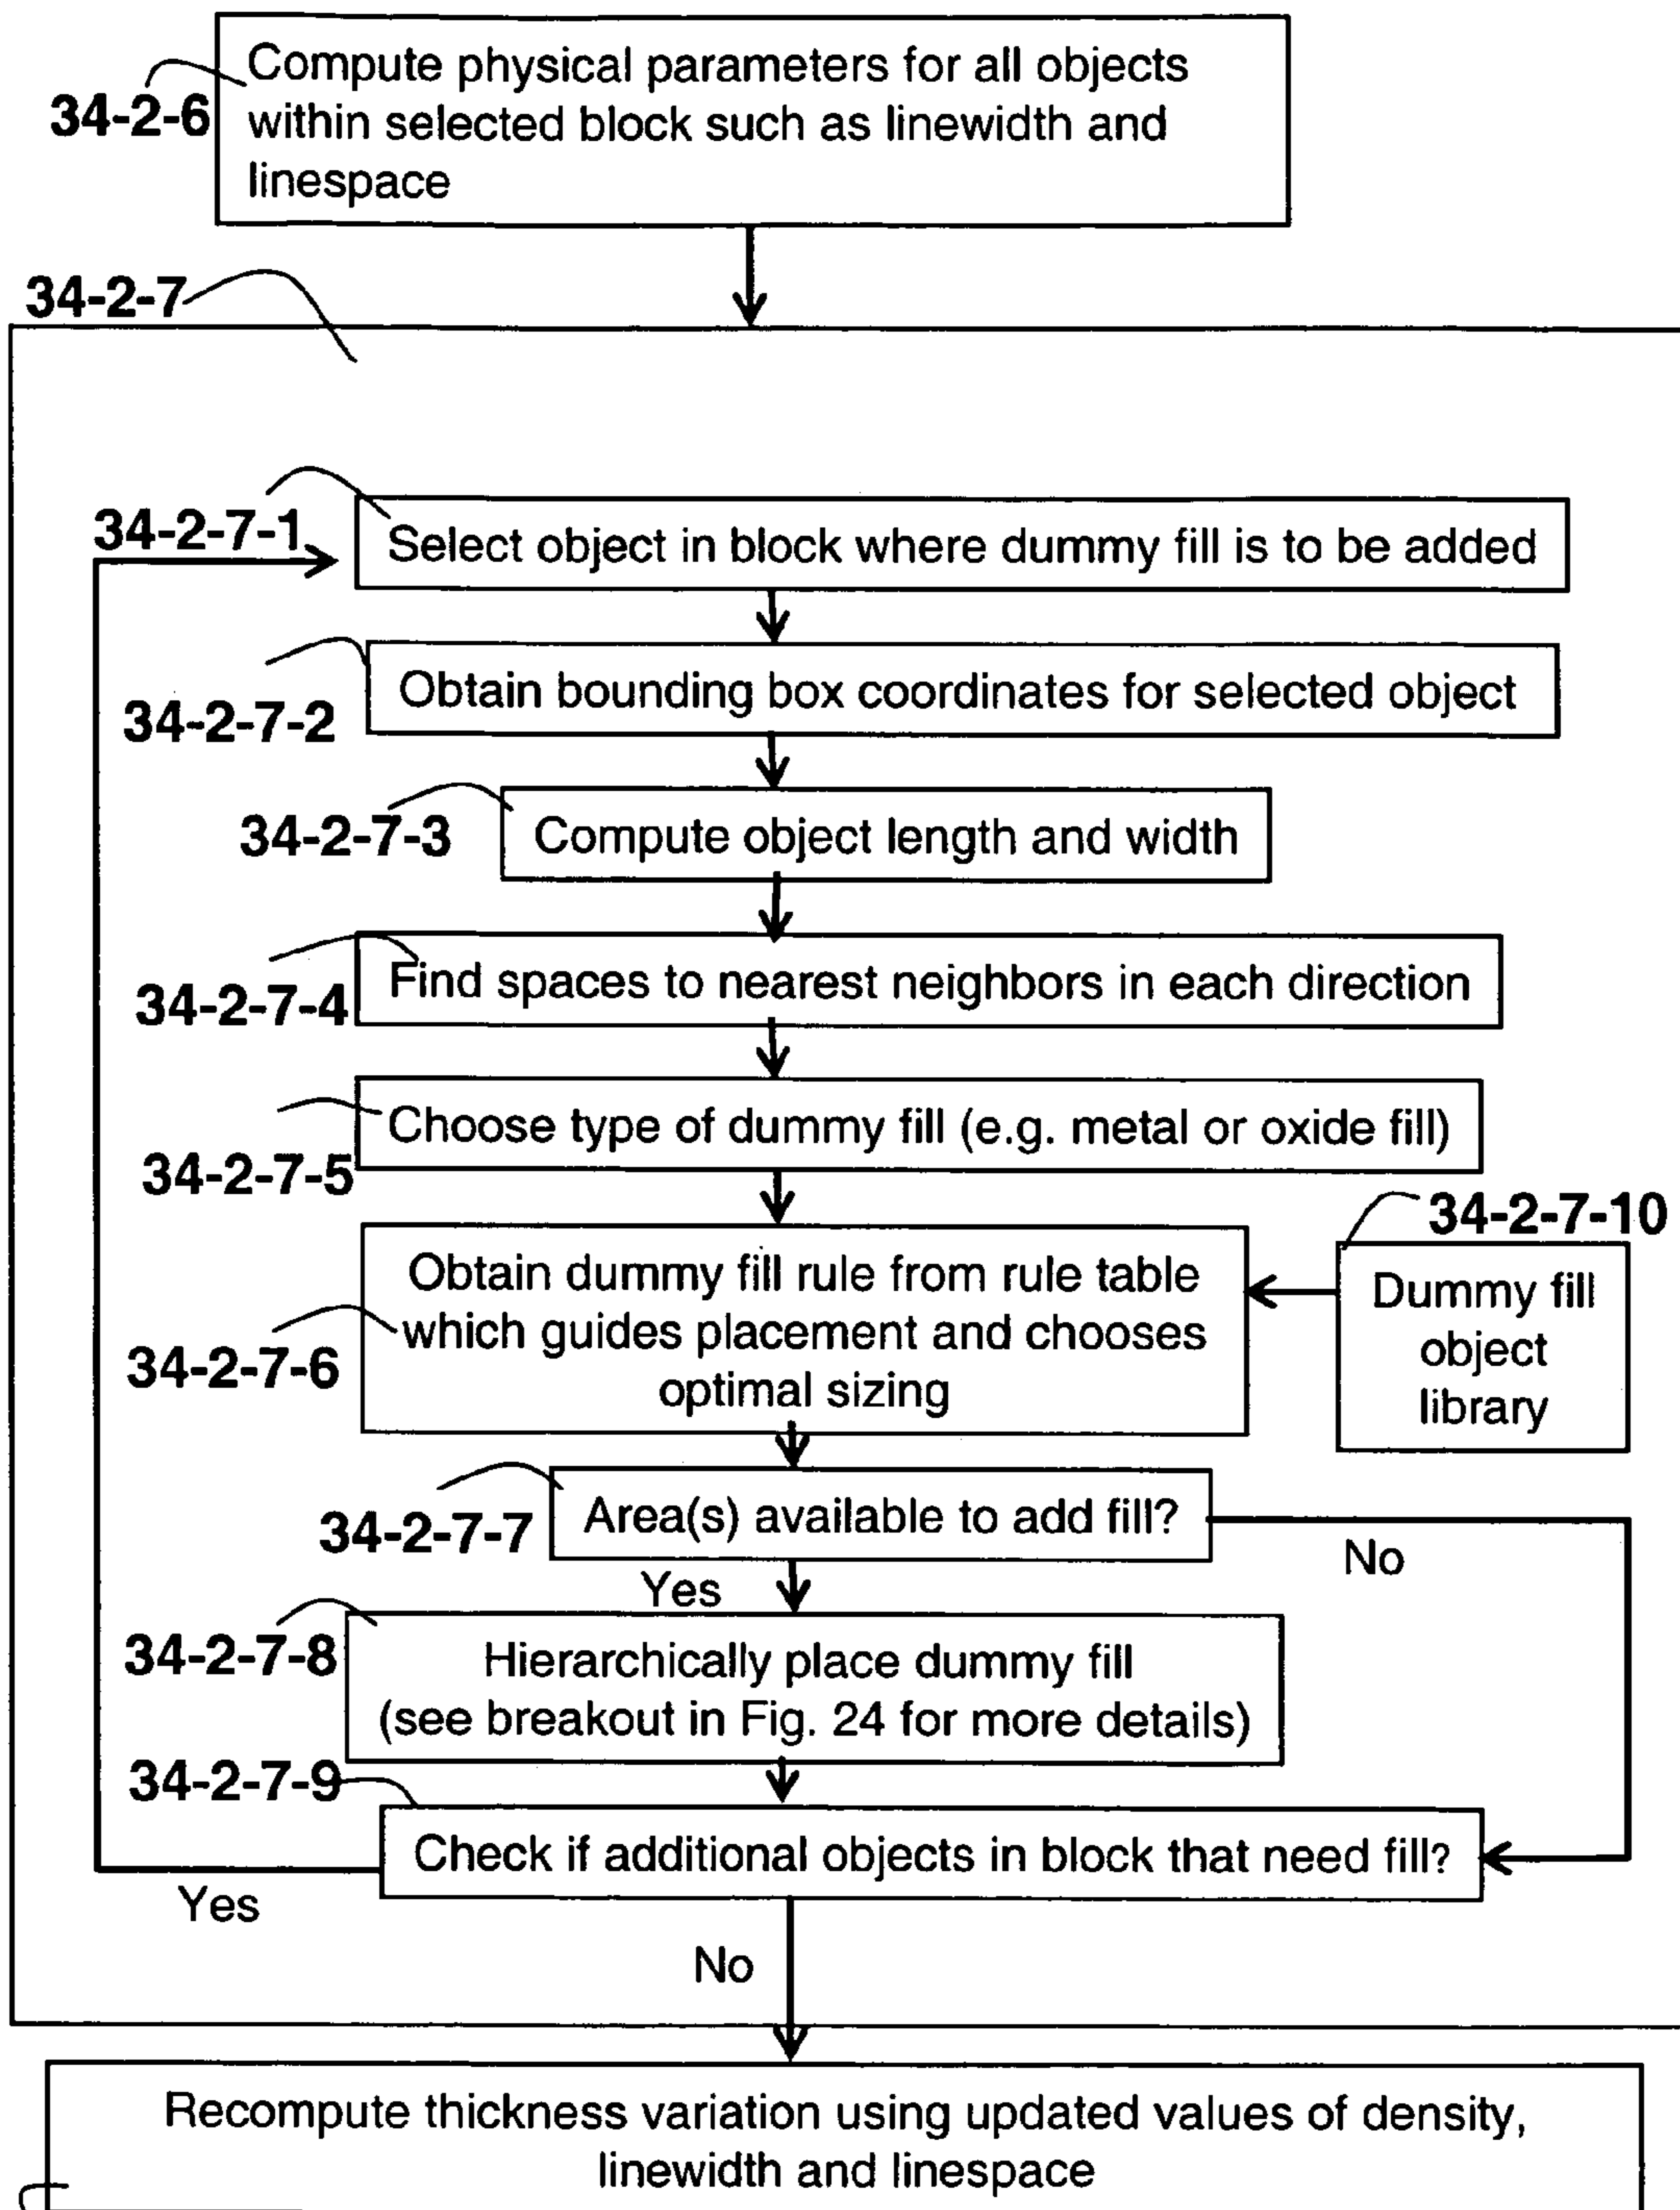 Compute physical parameters for all objects
34-2-6
within selected block such as linewidth and
linespace
34-2-7
34-2-7-1
Select object in block where dummy fill is to be added
Obtain bounding box coordinates for selected object
34-2-7-2
34-2-7-3
Compute object length and width
Find spaces to nearest neighbors in each direction
34-2-7-4
Choose type of dummy fill (e.g. metal or oxide fill)
34-2-7-5
34-2-7-10
Obtain dummy fill rule from rule table
which guides placement and chooses
optimal sizing
34-2-7-6
Dummy fill
object
library
Area(s) available to add fill?
34-2-7-7
No
Yes
34-2-7-8
Hierarchically place dummy fill
(see breakout in Fig. 24 for more details)
34-2-7-9
Check if additional objects in block that need fill?
Yes
No
Recompute thickness variation using updated values of density,
linewidth and linespace